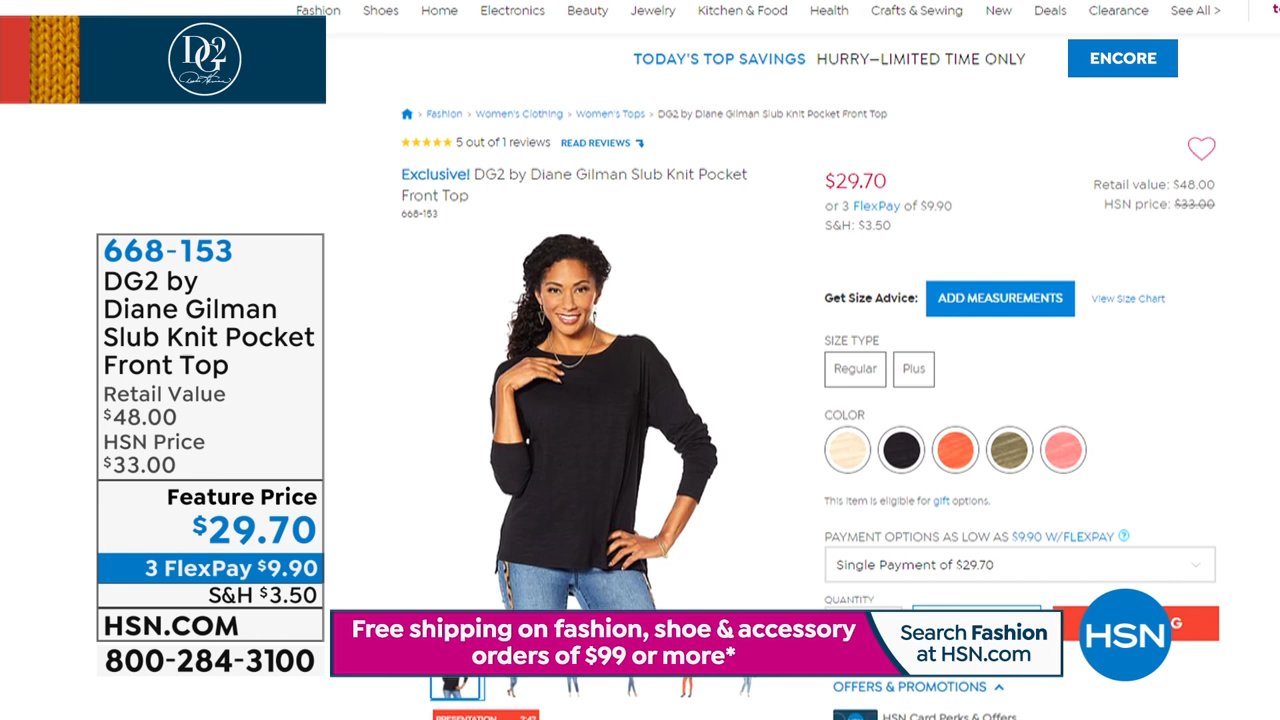 Fashion Shoes Home Electronics Beauty Jewelry Kitchen & Food Health Crafts & Sewing New Deals Clearance See All >
DG2
TODAY'S TOP SAVINGS HURRY—LIMITED TIME ONLY ENCORE
> Fashion > Women's Clothing > Women's Tops > DG2 by Diane Gilman Slub Knit Pocket Front Top
5 out of 1 reviews READ REVIEWS
Exclusive! DG2 by Diane Gilman Slub Knit Pocket
Front Top
668-153
$29.70
or 3 FlexPay of $9.90
S&H: $3.50
Retail value: $48.00
HSN price: $33.00
Get Size Advice: ADD MEASUREMENTS View Size Chart
SIZE TYPE
Regular Plus
COLOR
This item is eligible for gift options.
PAYMENT OPTIONS AS LOW AS $9.90 W/FLEXPAY ?
Single Payment of $29.70
QUANTITY
668-153
DG2 by
Diane Gilman
Slub Knit Pocket
Front Top
Retail Value
$48.00
HSN Price
$33.00
Feature Price
$29.70
3 FlexPay $9.90
S&H $3.50
HSN.COM
800-284-3100
Free shipping on fashion, shoe & accessory
orders of $99 or more*
Search Fashion
at HSN.com
HSN
G
OFFERS & PROMOTIONS
HSN Card Perks & Offers
PRESENTATION